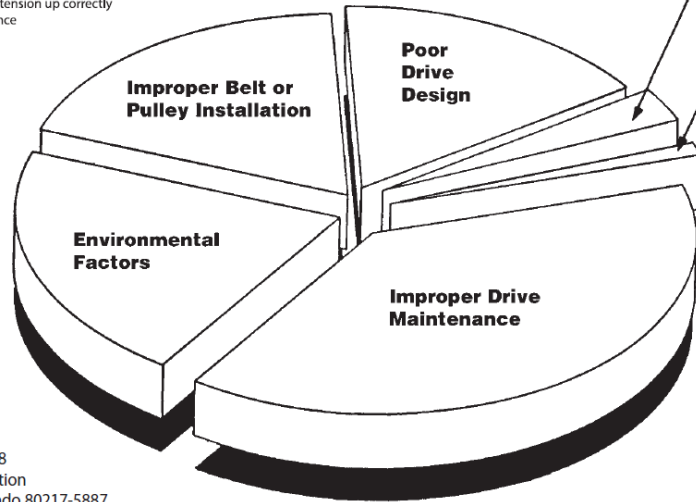 tension up correctly
nce
Poor
Drive
Design
Improper Belt or
Pulley Installation
Environmental
Factors
Improper Drive
Maintenance
8
tion
do 80217-5887